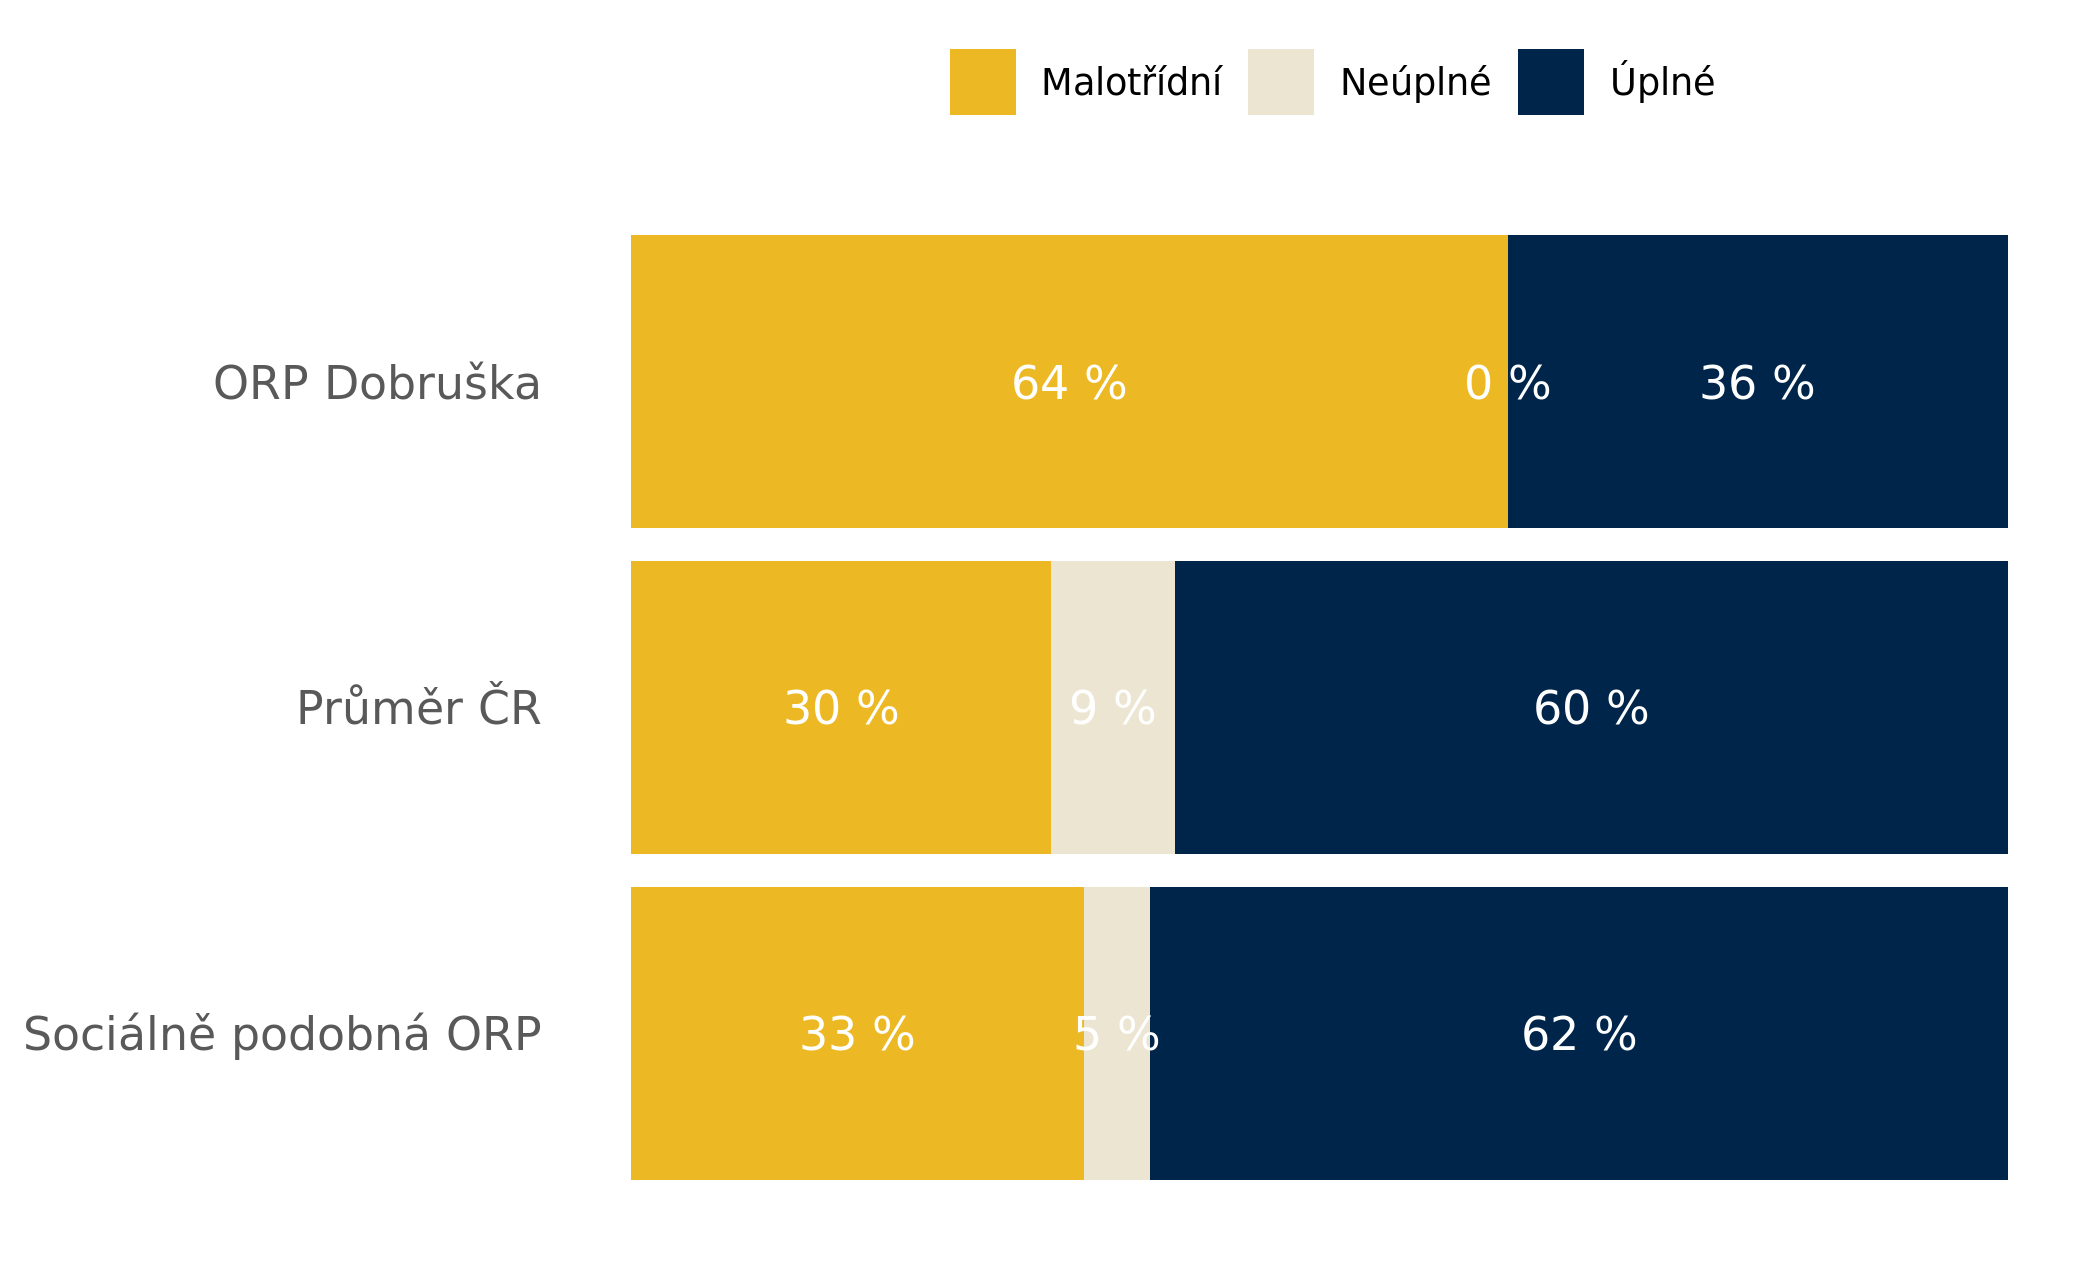 Malotřídní Neúplné Úplné
ORP Dobruška 64 % 0 % 36 %
Průměr ČR 30 % 9 % 60 %
Sociálně podobná ORP 33 % 5 % 62 %